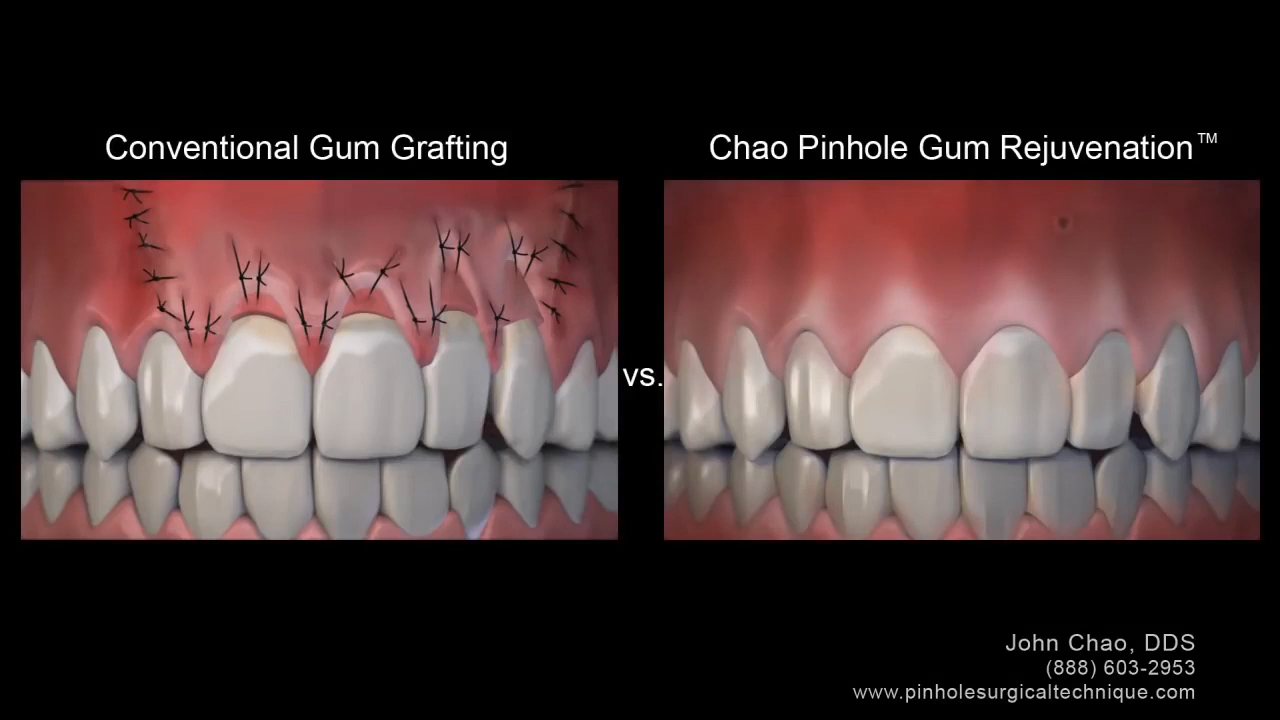 Conventional Gum Grafting
Chao Pinhole Gum Rejuvenation™
vs.
John Chao, DDS
(888) 603-2953
www.pinholesurgicaltechnique.com